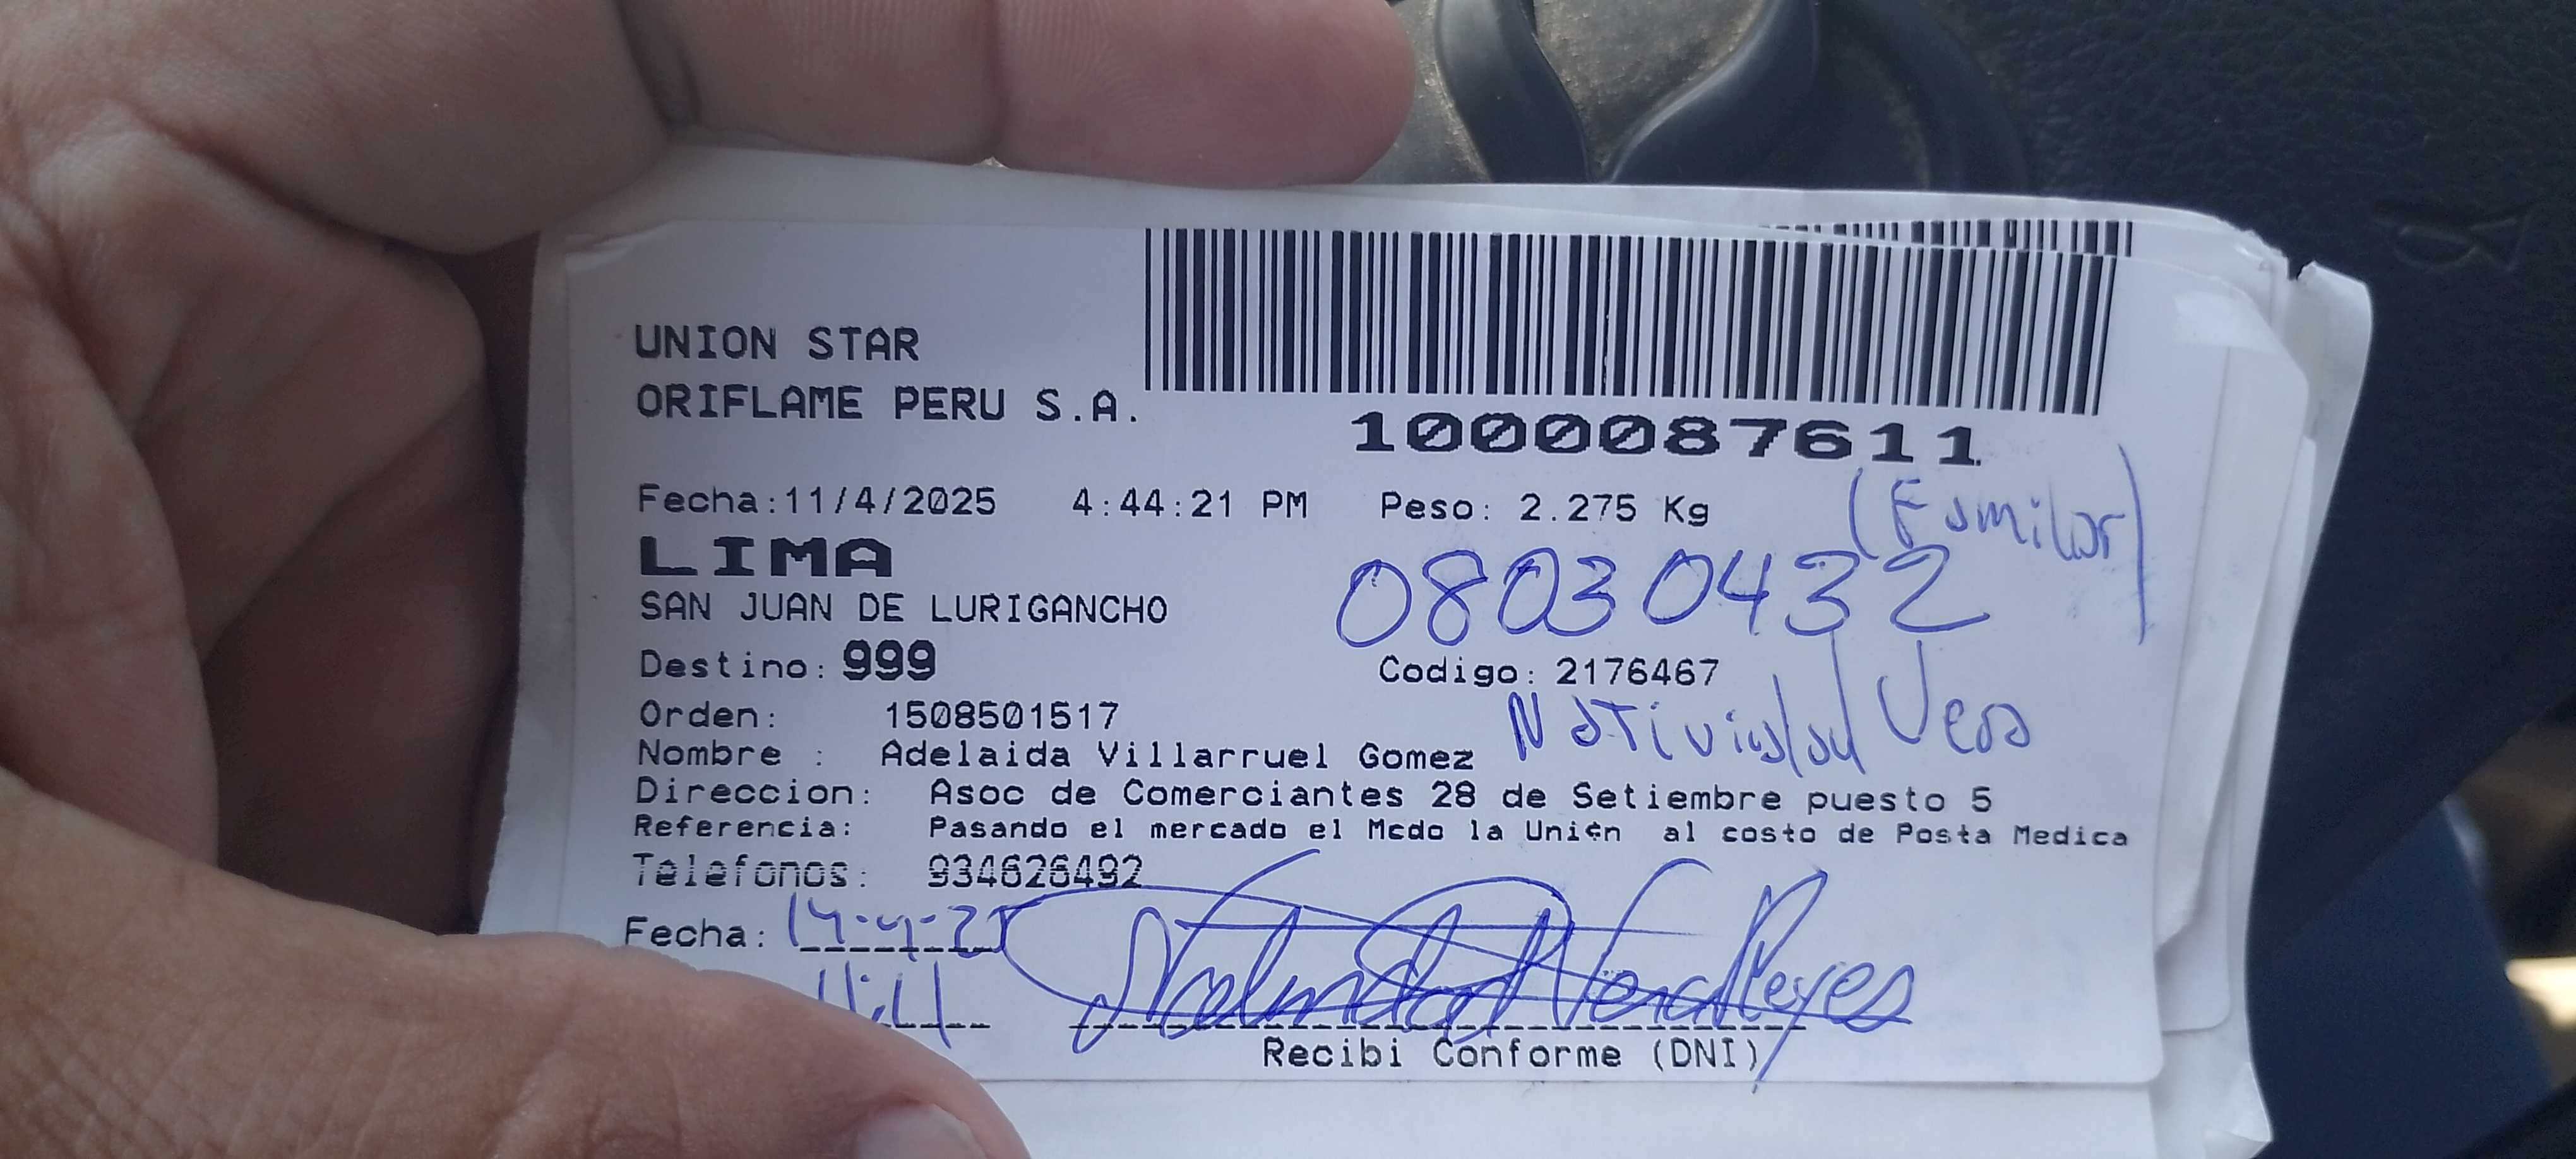 UNION STAR
ORIFLAME PERU S.A.
1000087611
Fecha:11/4/2025 4:44:21 PM Peso: 2.275 Kg
(Familiar)
LIMA
08030432
SAN JUAN DE LURIGANCHO
Destino: 999 Codigo: 2176467
Orden: 1508501517
Natividad Vera
Nombre : Adelaida Villarruel Gomez
Direccion: Asoc de Comerciantes 28 de Setiembre puesto 5
Referencia: Pasando el mercado el Mcdo la Uni¢n al costo de Posta Medica
Telefonos: 934626492
Fecha: 14-4-25
Recibi Conforme (DNI)